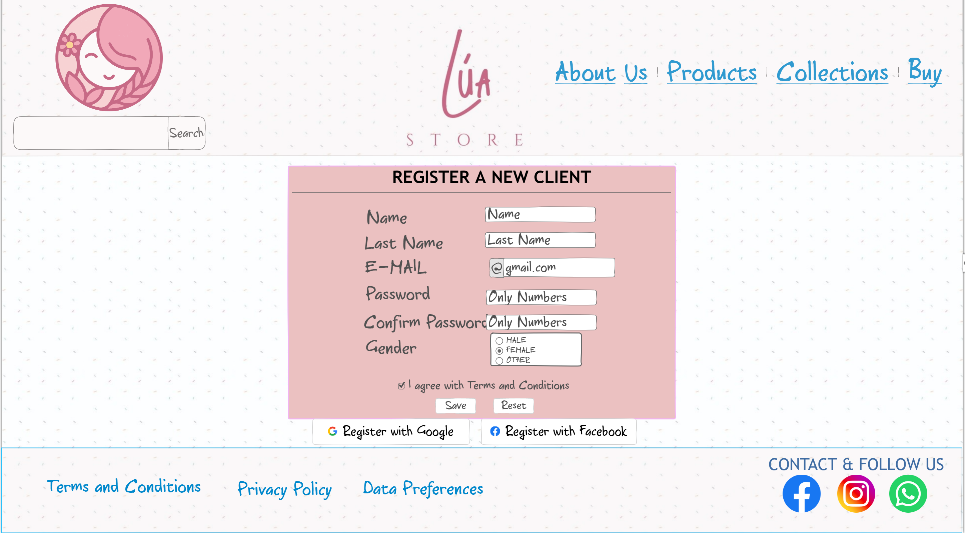 LÚA
STORE
About Us | Products | Collections | Buy
Search
REGISTER A NEW CLIENT
Name Name
Last Name Last Name
E-MAIL @ gmail.com
Password Only Numbers
Confirm Password Only Numbers
Gender MALE
FEMALE
OTHER
I agree with Terms and Conditions
Save Reset
Register with Google Register with Facebook
CONTACT & FOLLOW US
Terms and Conditions Privacy Policy Data Preferences